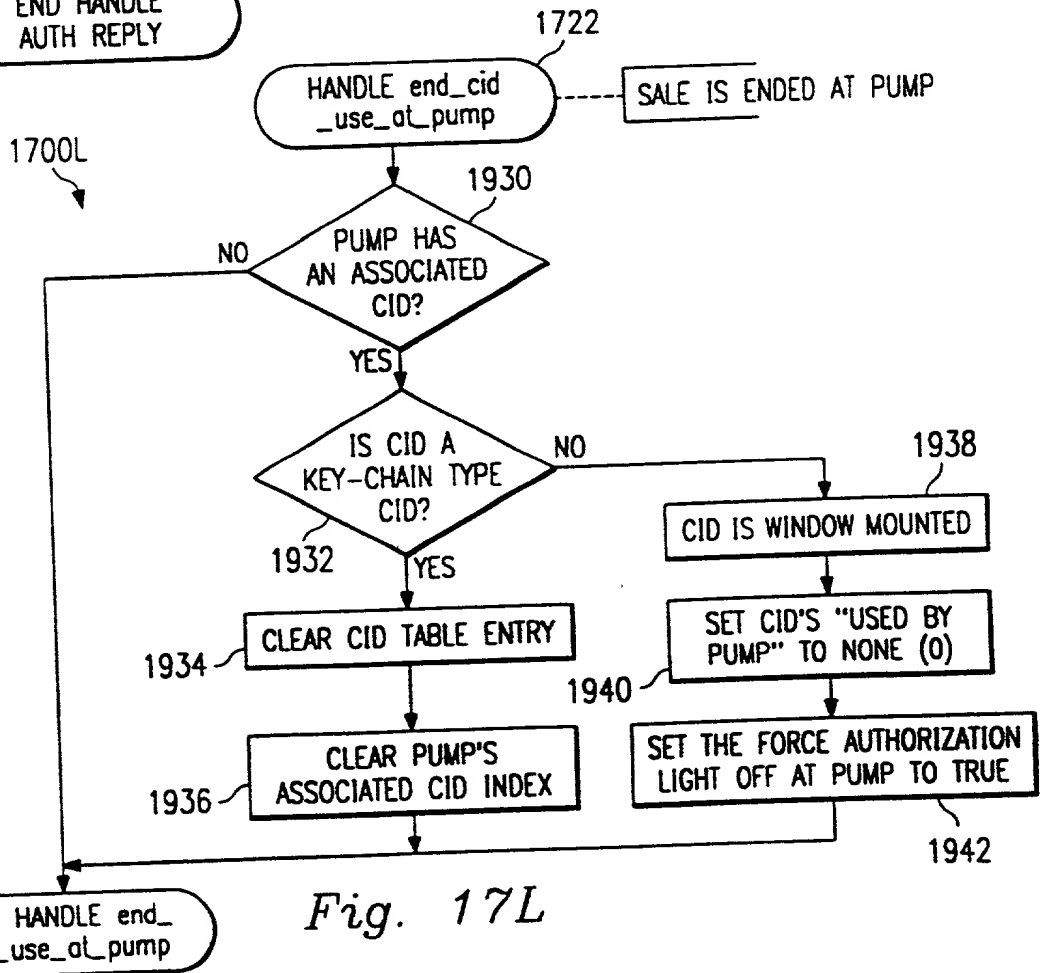 END HANDLE
AUTH REPLY
1722
HANDLE end_cid
_use_at_pump
SALE IS ENDED AT PUMP
1700L
1930
PUMP HAS
AN ASSOCIATED
CID?
NO
YES
IS CID A
KEY-CHAIN TYPE
CID?
NO
1932
YES
1938
CID IS WINDOW MOUNTED
CLEAR CID TABLE ENTRY
1934
SET CID'S "USED BY
PUMP" TO NONE (0)
1940
CLEAR PUMP'S
ASSOCIATED CID INDEX
1936
SET THE FORCE AUTHORIZATION
LIGHT OFF AT PUMP TO TRUE
1942
HANDLE end_
_use_at_pump
Fig. 17L